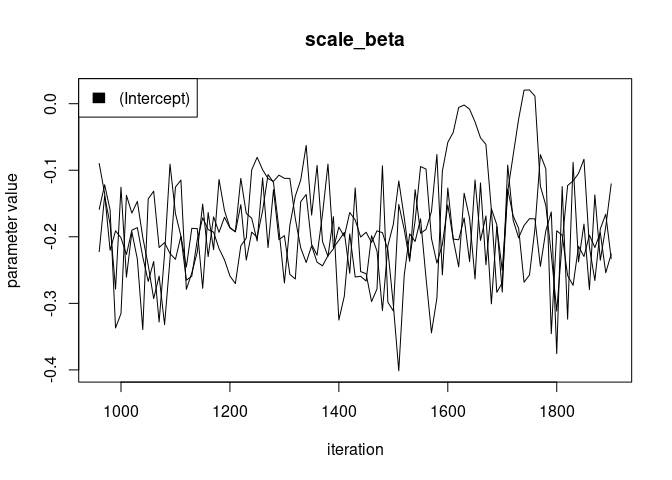 scale_beta
(Intercept)
0.0
-0.1
-0.2
-0.3
-0.4
parameter value
1000 1200 1400 1600 1800
iteration